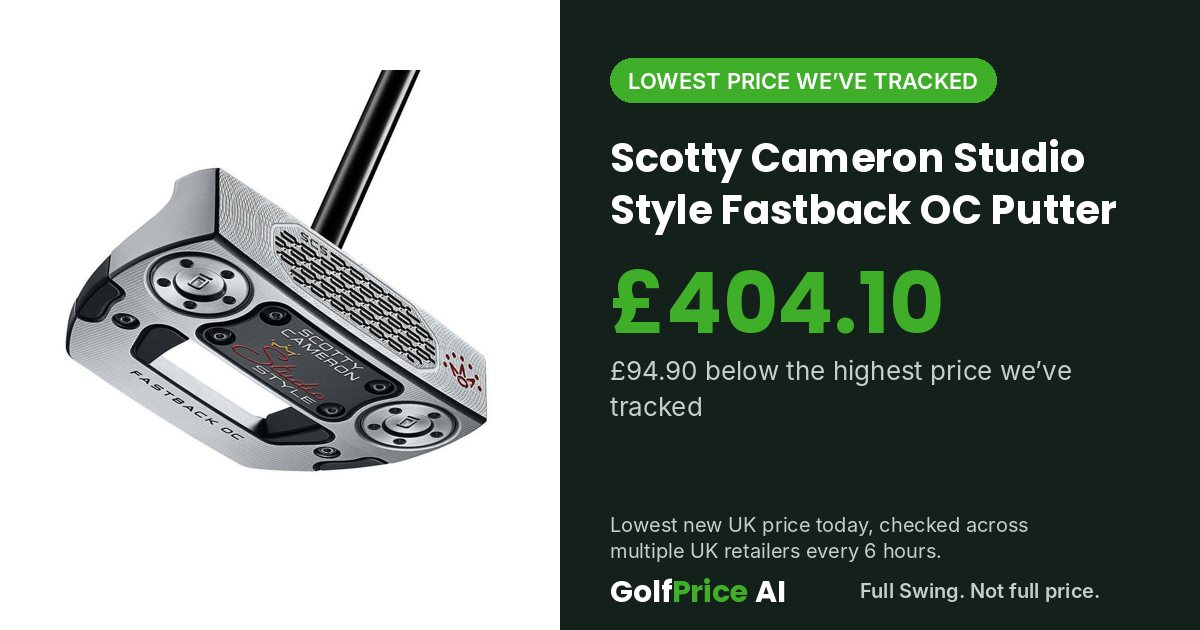 SCS
SCOTTY
CAMERON
Studio
STYLE
FASTBACK OC
LOWEST PRICE WE’VE TRACKED
Scotty Cameron Studio
Style Fastback OC Putter
£404.10
£94.90 below the highest price we’ve
tracked
Lowest new UK price today, checked across
multiple UK retailers every 6 hours.
GolfPrice AI
Full Swing. Not full price.